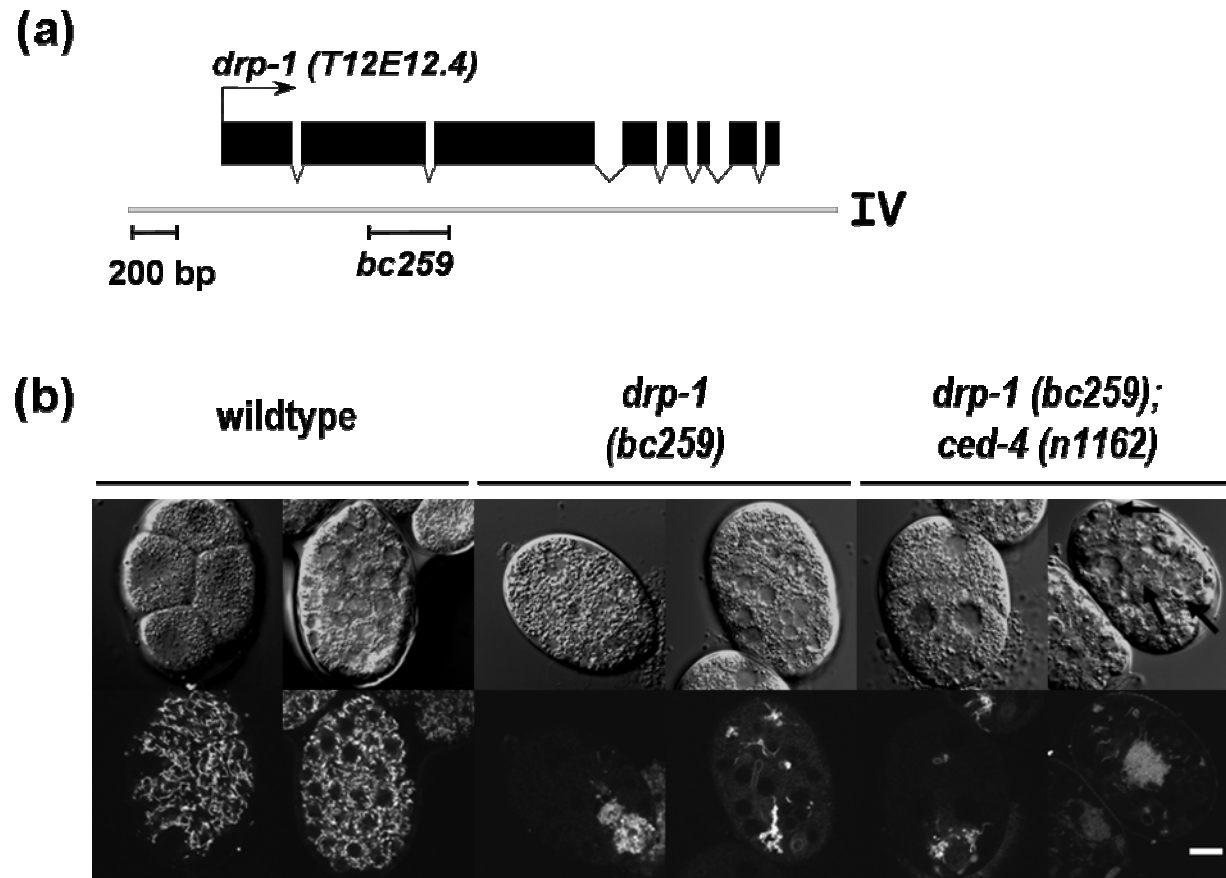 (a)
drp-1 (T12E12.4)
IV
200 bp
bc259
(b)
wildtype
drp-1
(bc259)
drp-1 (bc259);
ced-4 (n1162)